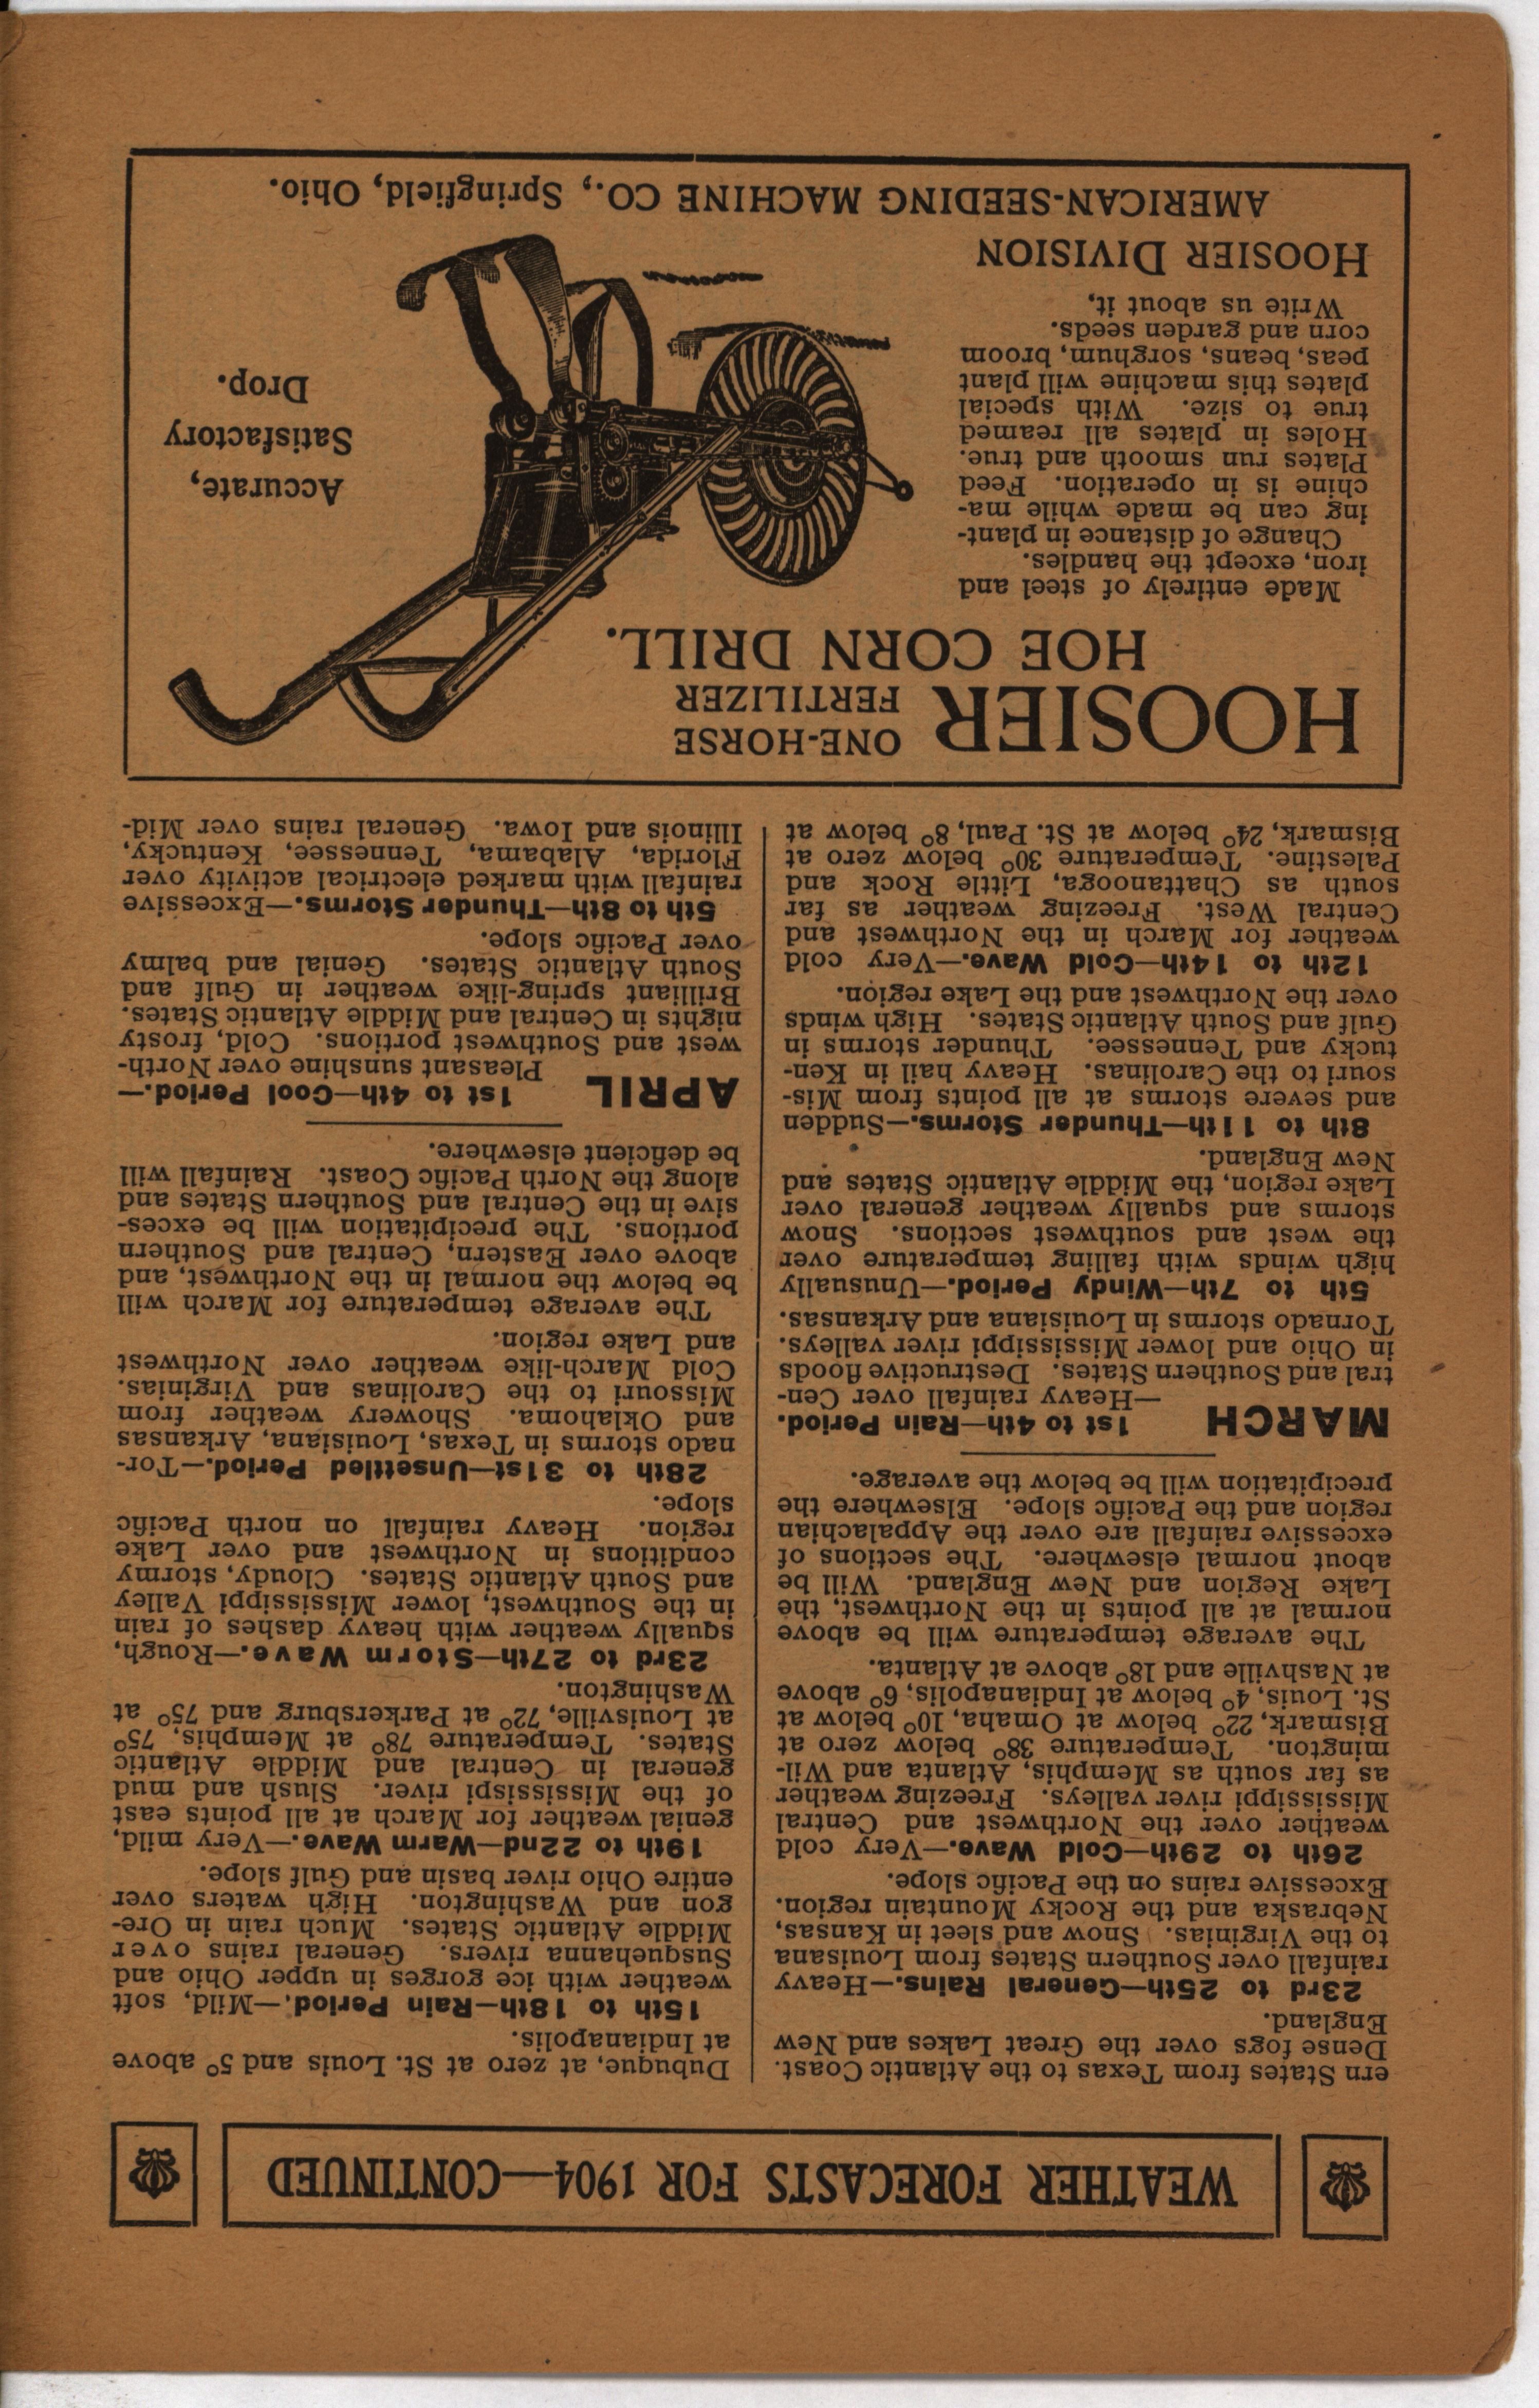 WEATHER FORECASTS FOR 1904—CONTINUED
ern States from Texas to the Atlantic Coast.
Dense fogs over the Great Lakes and New
England.
23rd to 25th—General Rains.—Heavy
rainfall over Southern States from Louisana
to the Virginias. Snow and sleet in Kansas,
Nebraska and the Rocky Mountain region.
Excessive rains on the Pacific slope.
26th to 29th—Cold Wave.—Very cold
weather over the Northwest and Central
Mississippi river valleys. Freezing weather
as far south as Memphis, Atlanta and Wil-
mington. Temperature 38° below zero at
Bismark, 22° below at Omaha, 10° below at
St. Louis, 4° below at Indianapolis; 6° above
at Nashville and 18° above at Atlanta.
The average temperature will be above
normal at all points in the Northwest, the
Lake Region and New England. Will be
about normal elsewhere. The sections of
excessive rainfall are over the Appalachian
region and the Pacific slope. Elsewhere the
precipitation will be below the average.
MARCH 1st to 4th—Rain Period.
—Heavy rainfall over Cen-
tral and Southern States. Destructive floods
in Ohio and lower Mississippi river valleys.
Tornado storms in Louisiana and Arkansas.
5th to 7th—Windy Period.—Unusually
high winds with falling temperature over
the west and southwest sections. Snow
storms and squally weather general over
Lake region, the Middle Atlantic States and
New England.
8th to 11th—Thunder Storms.—Sudden
and severe storms at all points from Mis-
souri to the Carolinas. Heavy hail in Ken-
tucky and Tennessee. Thunder storms in
Gulf and South Atlantic States. High winds
over the Northwest and the Lake region.
12th to 14th—Cold Wave.—Very cold
weather for March in the Northwest and
Central West. Freezing weather as far
south as Chattanooga, Little Rock and
Palestine. Temperature 30° below zero at
Bismark, 24° below at St. Paul, 8° below at
Dubuque, at zero at St. Louis and 5° above
at Indianapolis.
15th to 18th—Rain Period.—Mild, soft
weather with ice gorges in upper Ohio and
Susquehanna rivers. General rains over
Middle Atlantic States. Much rain in Ore-
gon and Washington. High waters over
entire Ohio river basin and Gulf slope.
19th to 22nd—Warm Wave.—Very mild,
genial weather for March at all points east
of the Mississispi river. Slush and mud
general in Central and Middle Atlantic
States. Temperature 78° at Memphis, 75°
at Louisville, 72° at Parkersburg and 75° at
Washington.
23rd to 27th—Storm Wave.—Rough,
squally weather with heavy dashes of rain
in the Southwest, lower Mississippi Valley
and South Atlantic States. Cloudy, stormy
conditions in Northwest and over Lake
region. Heavy rainfall on north Pacific
slope.
28th to 31st—Unsettled Period.—Tor-
nado storms in Texas, Louisiana, Arkansas
and Oklahoma. Showery weather from
Missouri to the Carolinas and Virginias.
Cold March-like weather over Northwest
and Lake region.
The average temperature for March will
be below the normal in the Northwest, and
above over Eastern, Central and Southern
portions. The precipitation will be exces-
sive in the Central and Southern States and
along the North Pacific Coast. Rainfall will
be deficient elsewhere.
APRIL 1st to 4th—Cool Period.—
Pleasant sunshine over North-
west and Southwest portions. Cold, frosty
nights in Central and Middle Atlantic States.
Brilliant spring-like weather in Gulf and
South Atlantic States. Genial and balmy
over Pacific slope.
5th to 8th—Thunder Storms.—Excessive
rainfall with marked electrical activity over
Florida, Alabama, Tennessee, Kentucky,
Illinois and Iowa. General rains over Mid-
HOOSIER ONE-HORSE
FERTILIZER
HOE CORN DRILL.
Made entirely of steel and
iron, except the handles.
Change of distance in plant-
ing can be made while ma-
chine is in operation. Feed
Plates run smooth and true.
Holes in plates all reamed
true to size. With special
plates this machine will plant
peas, beans, sorghum, broom
corn and garden seeds.
Write us about it,
Accurate,
Satisfactory
Drop.
HOOSIER DIVISION
AMERICAN-SEEDING MACHINE CO., Springfield, Ohio.